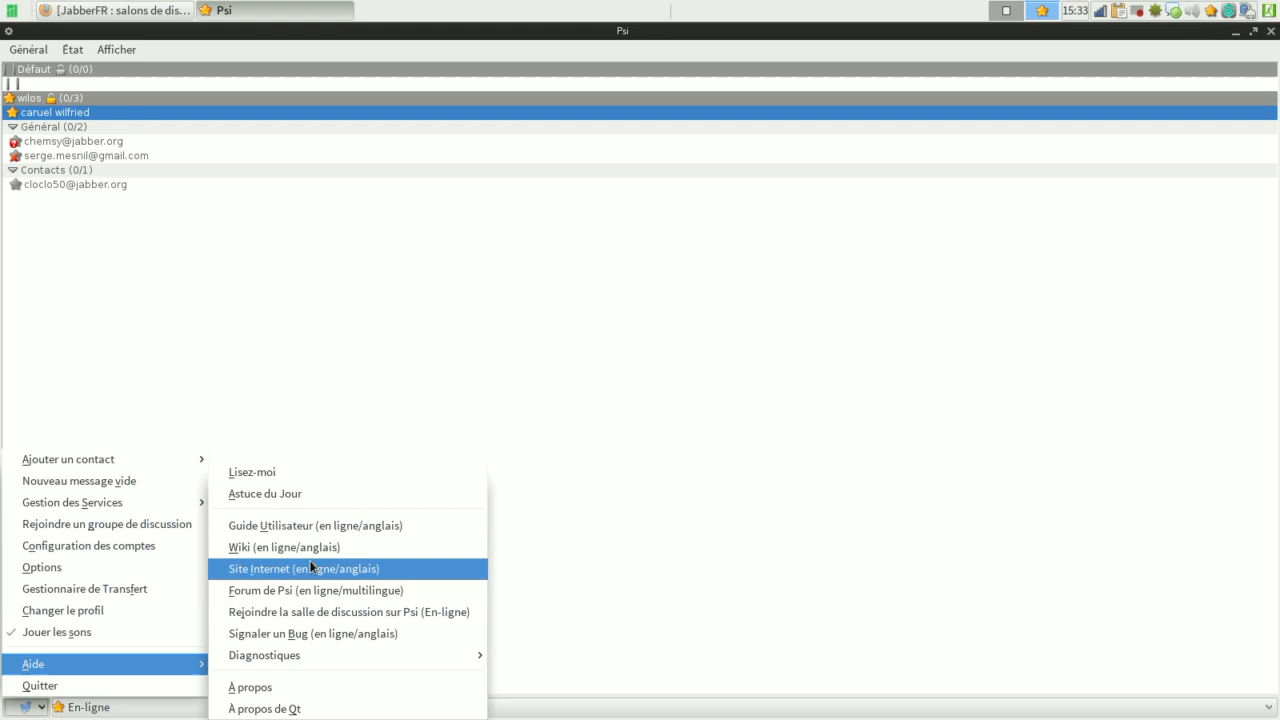 [JabberFR : salons de dis...
Psi
15:33
Psi
Général État Afficher
Défaut (0/0)
wilos (0/3)
caruel wilfried
Général (0/2)
chemsy@jabber.org
serge.mesnil@gmail.com
Contacts (0/1)
cloclo50@jabber.org
Ajouter un contact
Nouveau message vide
Gestion des Services
Rejoindre un groupe de discussion
Configuration des comptes
Options
Gestionnaire de Transfert
Changer le profil
Jouer les sons
Aide
Quitter
Lisez-moi
Astuce du Jour
Guide Utilisateur (en ligne/anglais)
Wiki (en ligne/anglais)
Site Internet (en ligne/anglais)
Forum de Psi (en ligne/multilingue)
Rejoindre la salle de discussion sur Psi (En-ligne)
Signaler un Bug (en ligne/anglais)
Diagnostiques
À propos
À propos de Qt
En-ligne